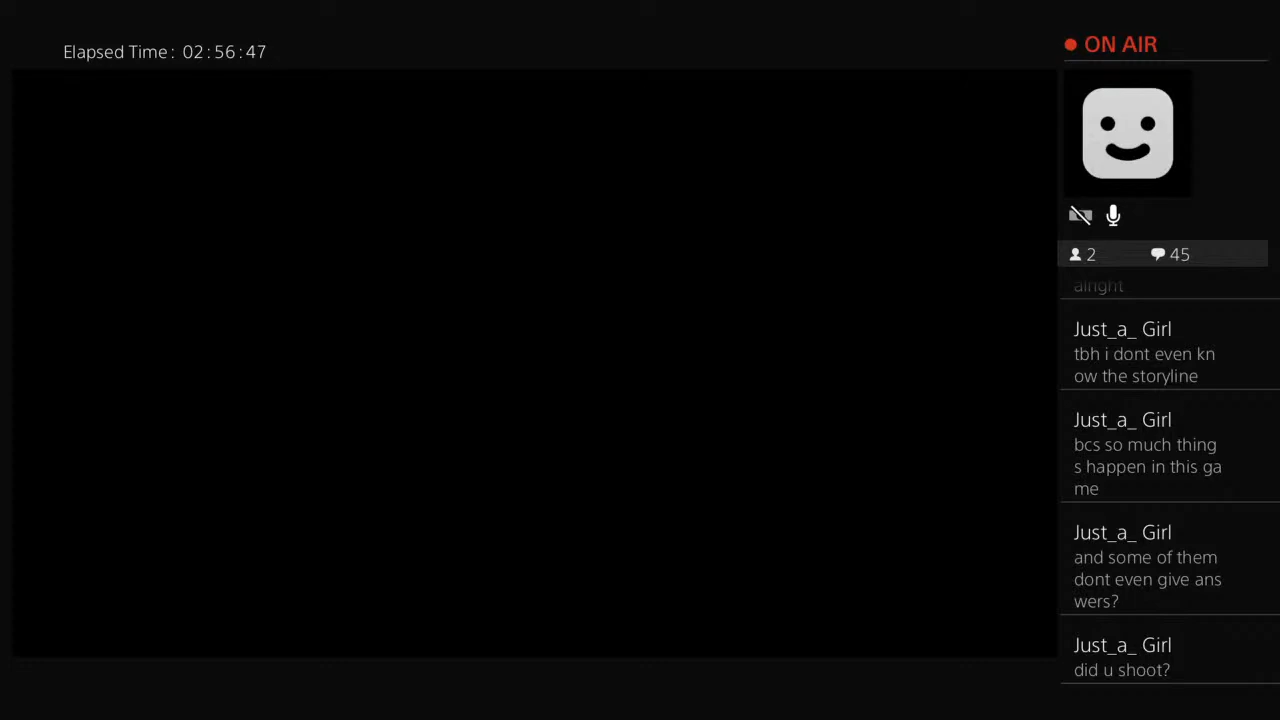 Elapsed Time: 02:56:47
ON AIR
2 45
alright
Just_a_ Girl
tbh i dont even kn
ow the storyline
Just_a_ Girl
bcs so much thing
s happen in this ga
me
Just_a_ Girl
and some of them
dont even give ans
wers?
Just_a_ Girl
did u shoot?